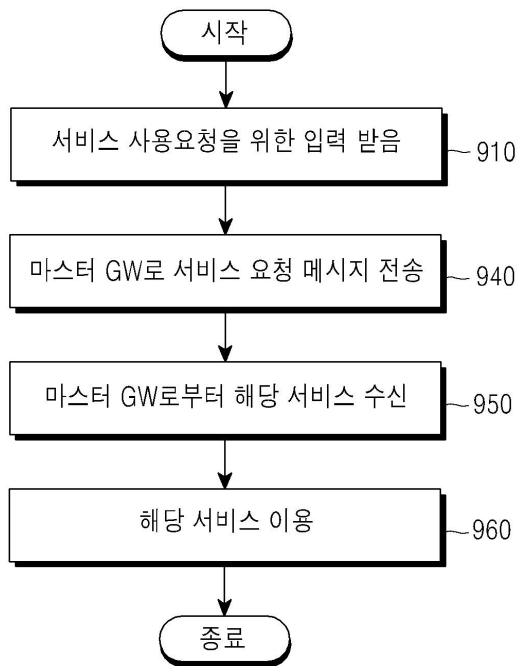 시작
서비스 사용요청을 위한 입력 받음
910
마스터 GW로 서비스 요청 메시지 전송
940
마스터 GW로부터 해당 서비스 수신
950
해당 서비스 이용
960
종료